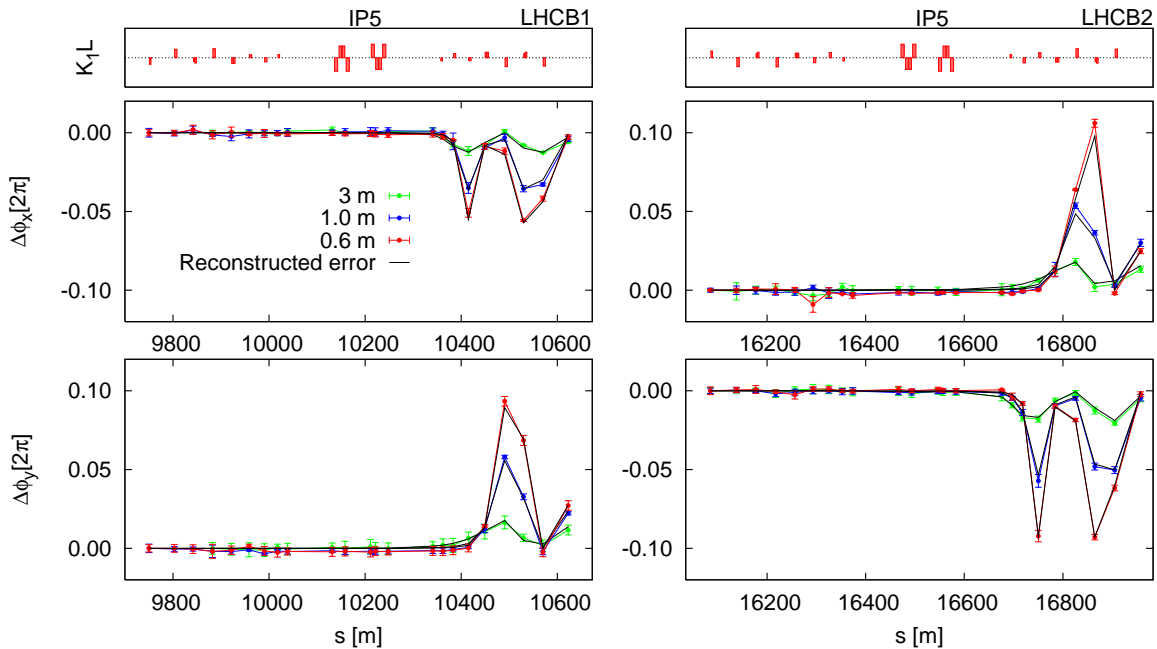 IP5 LHCB1
IP5 LHCB2
K₁L
0.00
-0.05
-0.10
Δϕₓ[2π]
3 m
1.0 m
0.6 m
Reconstructed error
9800 10000 10200 10400 10600
0.10
0.05
0.00
16200 16400 16600 16800
0.10
0.05
0.00
Δϕᵧ[2π]
9800 10000 10200 10400 10600
s [m]
0.00
-0.05
-0.10
16200 16400 16600 16800
s [m]